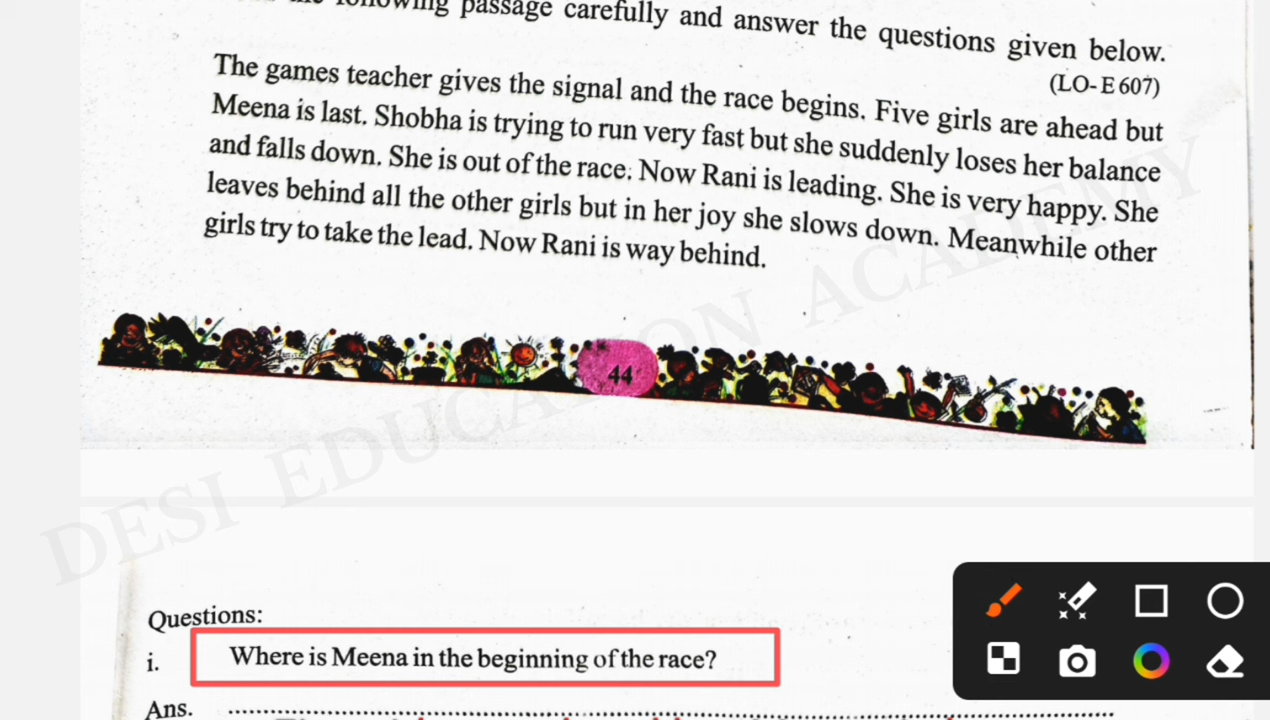 following passage carefully and answer the questions given below.
(LO- E 607)
The games teacher gives the signal and the race begins. Five girls are ahead but
Meena is last. Shobha is trying to run very fast but she suddenly loses her balance
and falls down. She is out of the race. Now Rani is leading. She is very happy. She
leaves behind all the other girls but in her joy she slows down. Meanwhile other
girls try to take the lead. Now Rani is way behind.
44
DESI EDUCATION ACADEMY
Questions:
i. Where is Meena in the beginning of the race?
Ans.